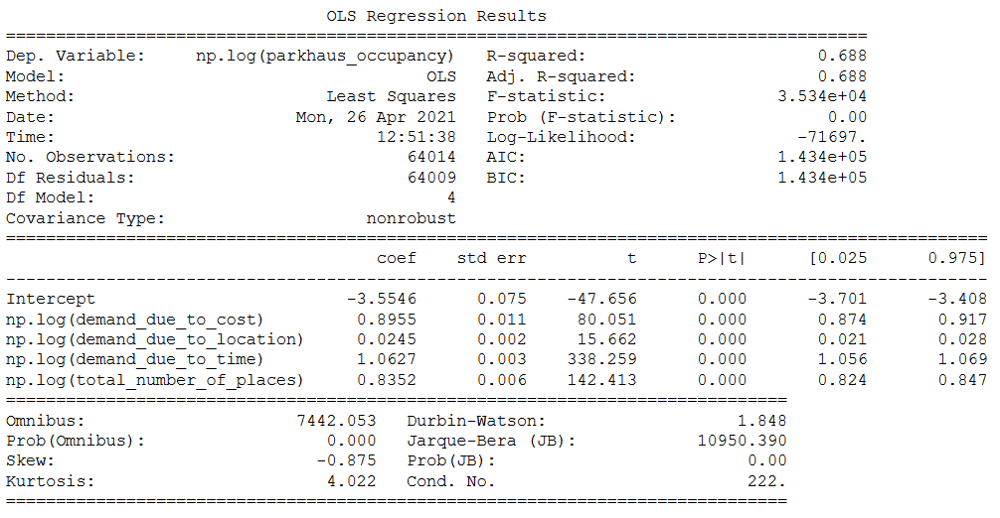 OLS Regression Results
==============================================================================
Dep. Variable: np.log(parkhaus_occupancy) R-squared: 0.688
Model: OLS Adj. R-squared: 0.688
Method: Least Squares F-statistic: 3.534e+04
Date: Mon, 26 Apr 2021 Prob (F-statistic): 0.00
Time: 12:51:38 Log-Likelihood: -71697.
No. Observations: 64014 AIC: 1.434e+05
Df Residuals: 64009 BIC: 1.434e+05
Df Model: 4
Covariance Type: nonrobust
==============================================================================
coef std err t P>|t| [0.025 0.975]
------------------------------------------------------------------------------
Intercept -3.5546 0.075 -47.656 0.000 -3.701 -3.408
np.log(demand_due_to_cost) 0.8955 0.011 80.051 0.000 0.874 0.917
np.log(demand_due_to_location) 0.0245 0.002 15.662 0.000 0.021 0.028
np.log(demand_due_to_time) 1.0627 0.003 338.259 0.000 1.056 1.069
np.log(total_number_of_places) 0.8352 0.006 142.413 0.000 0.824 0.847
==============================================================================
Omnibus: 7442.053 Durbin-Watson: 1.848
Prob(Omnibus): 0.000 Jarque-Bera (JB): 10950.390
Skew: -0.875 Prob(JB): 0.00
Kurtosis: 4.022 Cond. No. 222.
==============================================================================